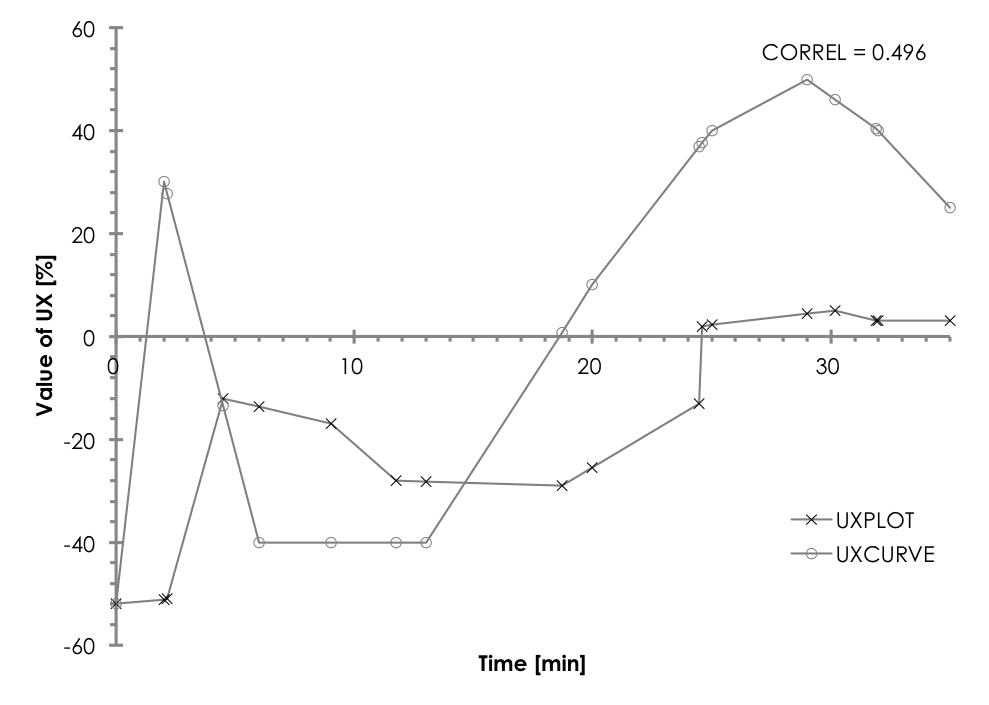 60
CORREL = 0.496
40
20
0
0 10 20 30
-20
-40
-60
Value of UX [%]
UXPLOT
UXCURVE
Time [min]